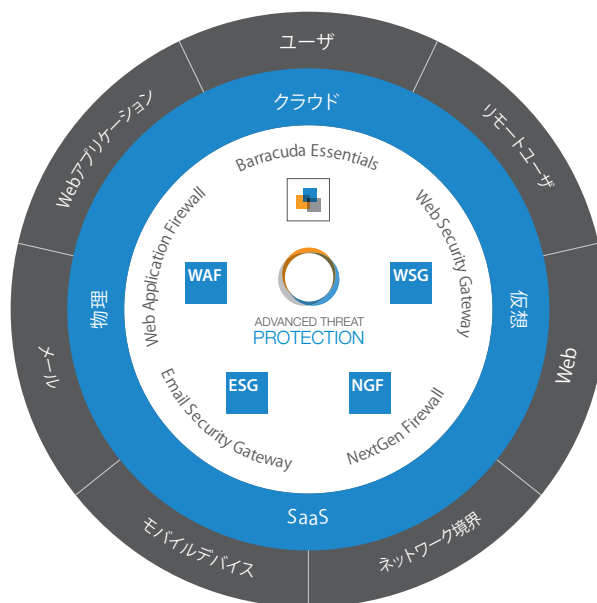 ユーザ
リモートユーザ
Web
ネットワーク境界
モバイルデバイス
メール
Webアプリケーション
クラウド
仮想
SaaS
物理
Barracuda Essentials
Web Security Gateway
NextGen Firewall
Email Security Gateway
Web Application Firewall
WAF
WSG
ESG
NGF
ADVANCED THREAT
PROTECTION